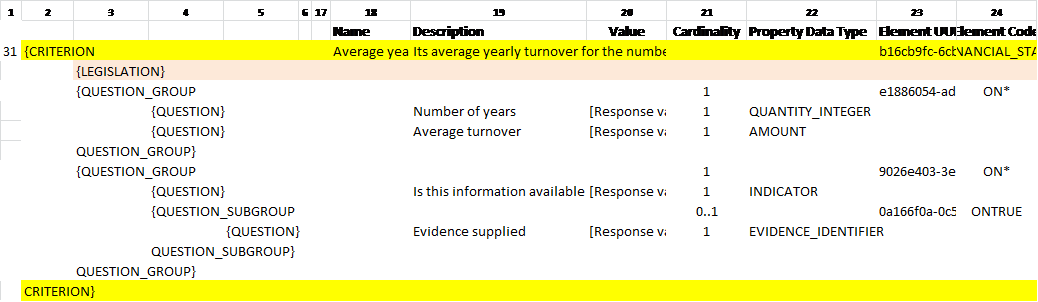 1 2 3 4 5 6 17 18 19 20 21 22 23 24
Name Description Value Cardinality Property Data Type Element UUI Element Code
31 {CRITERION Average yea Its average yearly turnover for the numbe b16cb9fc-6cb NANCIAL_STA
{LEGISLATION}
{QUESTION_GROUP 1 e1886054-ad ON*
{QUESTION} Number of years [Response va 1 QUANTITY_INTEGER
{QUESTION} Average turnover [Response va 1 AMOUNT
QUESTION_GROUP}
{QUESTION_GROUP 1 9026e403-3e ON*
{QUESTION} Is this information available [Response va 1 INDICATOR
{QUESTION_SUBGROUP 0..1 0a166f0a-0c5 ONTRUE
{QUESTION} Evidence supplied [Response va 1 EVIDENCE_IDENTIFIER
QUESTION_SUBGROUP}
QUESTION_GROUP}
CRITERION}